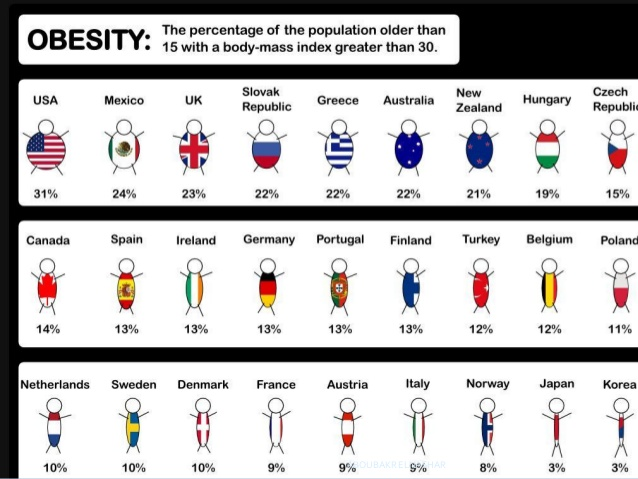 OBESITY: The percentage of the population older than
15 with a body-mass index greater than 30.
USA Mexico UK Slovak Republic Greece Australia New Zealand Hungary Czech Republic
31% 24% 23% 22% 22% 22% 21% 19% 15%
Canada Spain Ireland Germany Portugal Finland Turkey Belgium Poland
14% 13% 13% 13% 13% 13% 12% 12% 11%
Netherlands Sweden Denmark France Austria Italy Norway Japan Korea
10% 10% 10% 9% 9% 9% 8% 3% 3%